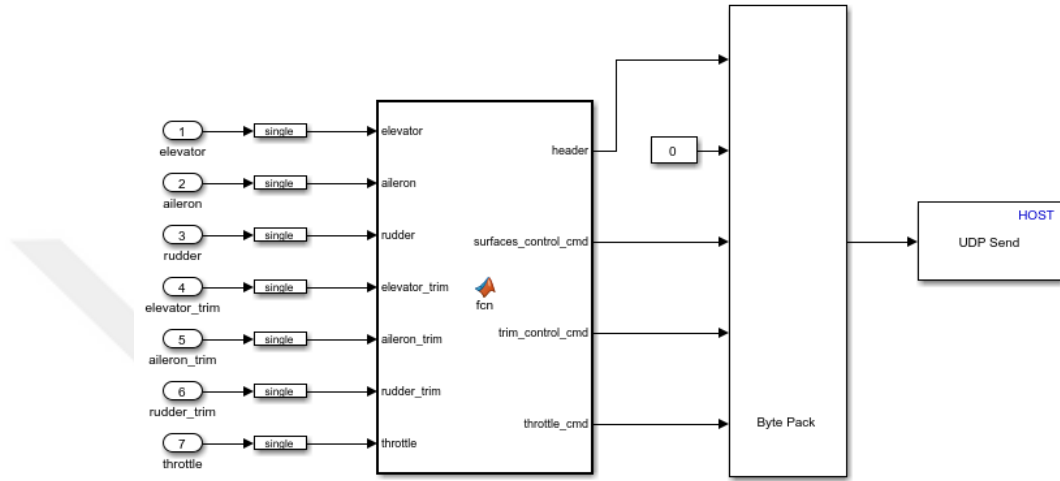 1
single
elevator
elevator
2
single
aileron
aileron
3
single
rudder
rudder
4
single
elevator_trim
elevator_trim
5
single
aileron_trim
aileron_trim
6
single
rudder_trim
rudder_trim
7
single
throttle
throttle
fcn
header
surfaces_control_cmd
trim_control_cmd
throttle_cmd
0
Byte Pack
HOST
UDP Send